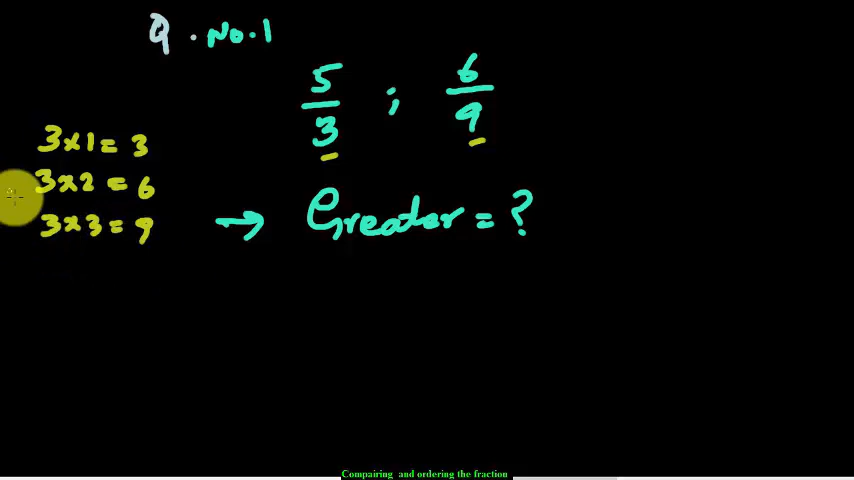 Q. No.1
5/3 ; 6/9
3x1= 3
3x2 = 6
3x3= 9
→ Greater = ?
Compairing and ordering the fraction